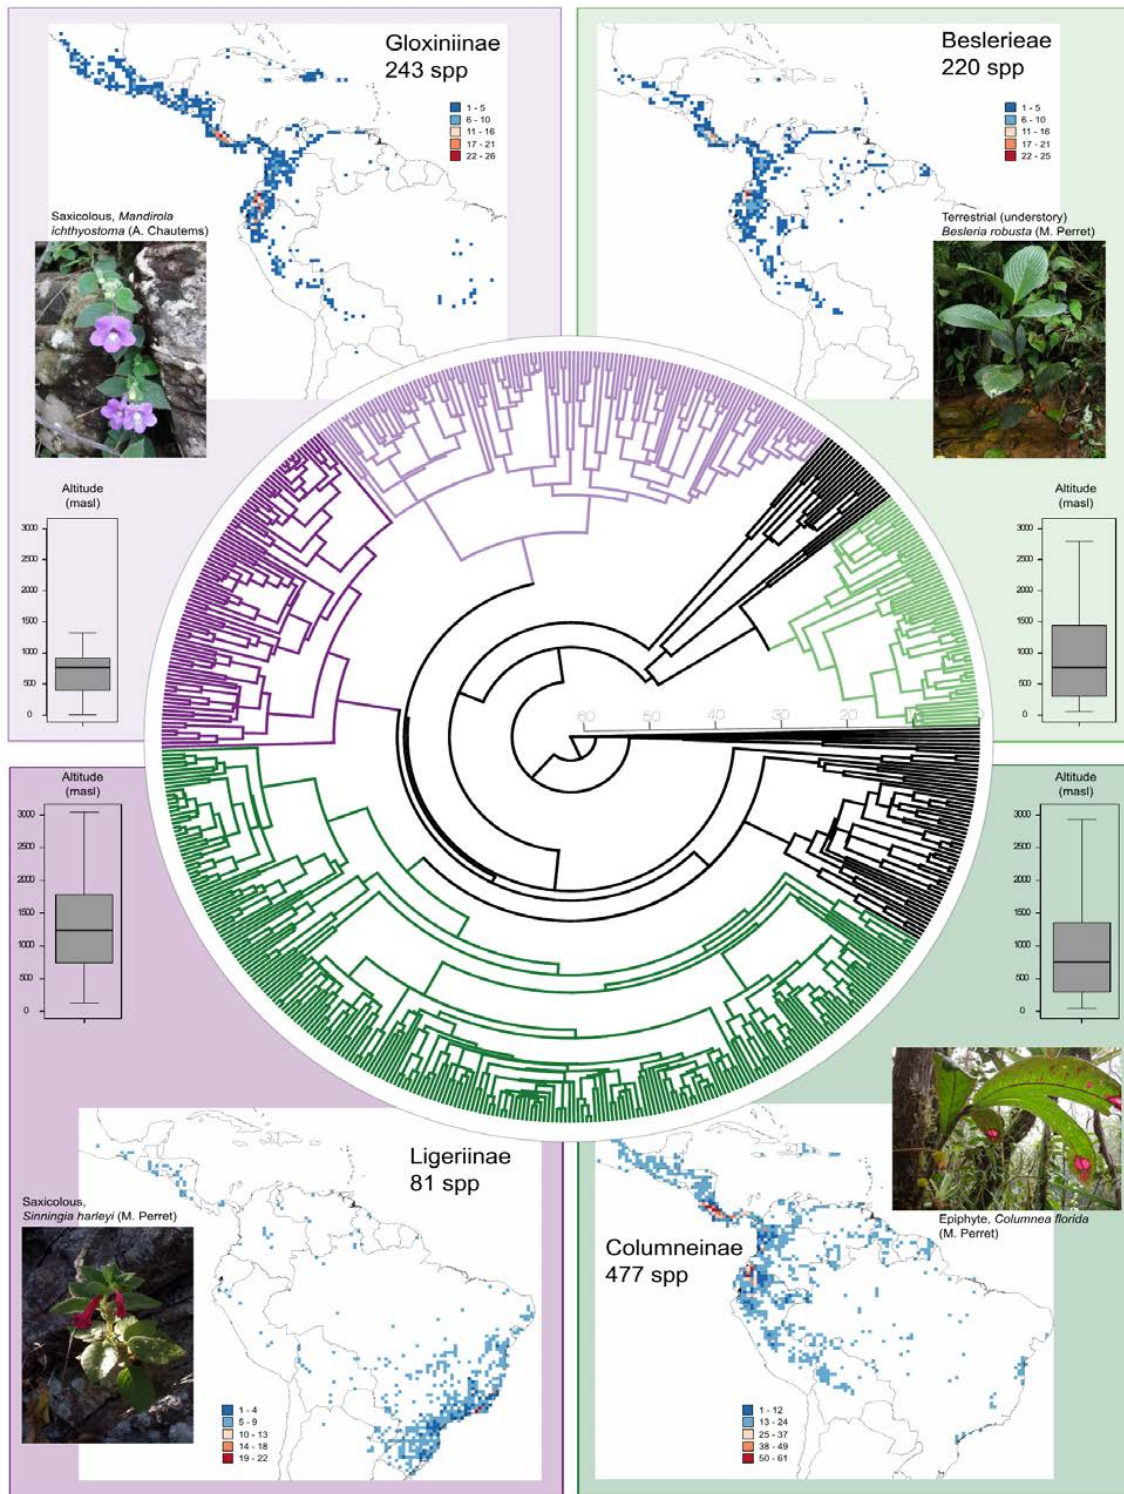 Gloxiniinae
243 spp
1 - 5
6 - 10
11 - 16
17 - 21
22 - 26
Saxicolous, Mandirola
ichthyostoma (A. Chautems)
Altitude
(masl)
3000
2500
2000
1500
1000
500
0
Beslerieae
220 spp
1 - 5
6 - 10
11 - 16
17 - 21
22 - 25
Terrestrial (understory)
Besleria robusta (M. Perret)
Altitude
(masl)
3000
2500
2000
1500
1000
500
0
60
50
40
30
20
10
0
Altitude
(masl)
3000
2500
2000
1500
1000
500
0
Altitude
(masl)
3000
2500
2000
1500
1000
500
0
Ligeriinae
81 spp
Saxicolous,
Sinningia harleyi (M. Perret)
1 - 4
5 - 9
10 - 13
14 - 18
19 - 22
Epiphyte, Columnea florida
(M. Perret)
Columneinae
477 spp
1 - 12
13 - 24
25 - 37
38 - 49
50 - 61